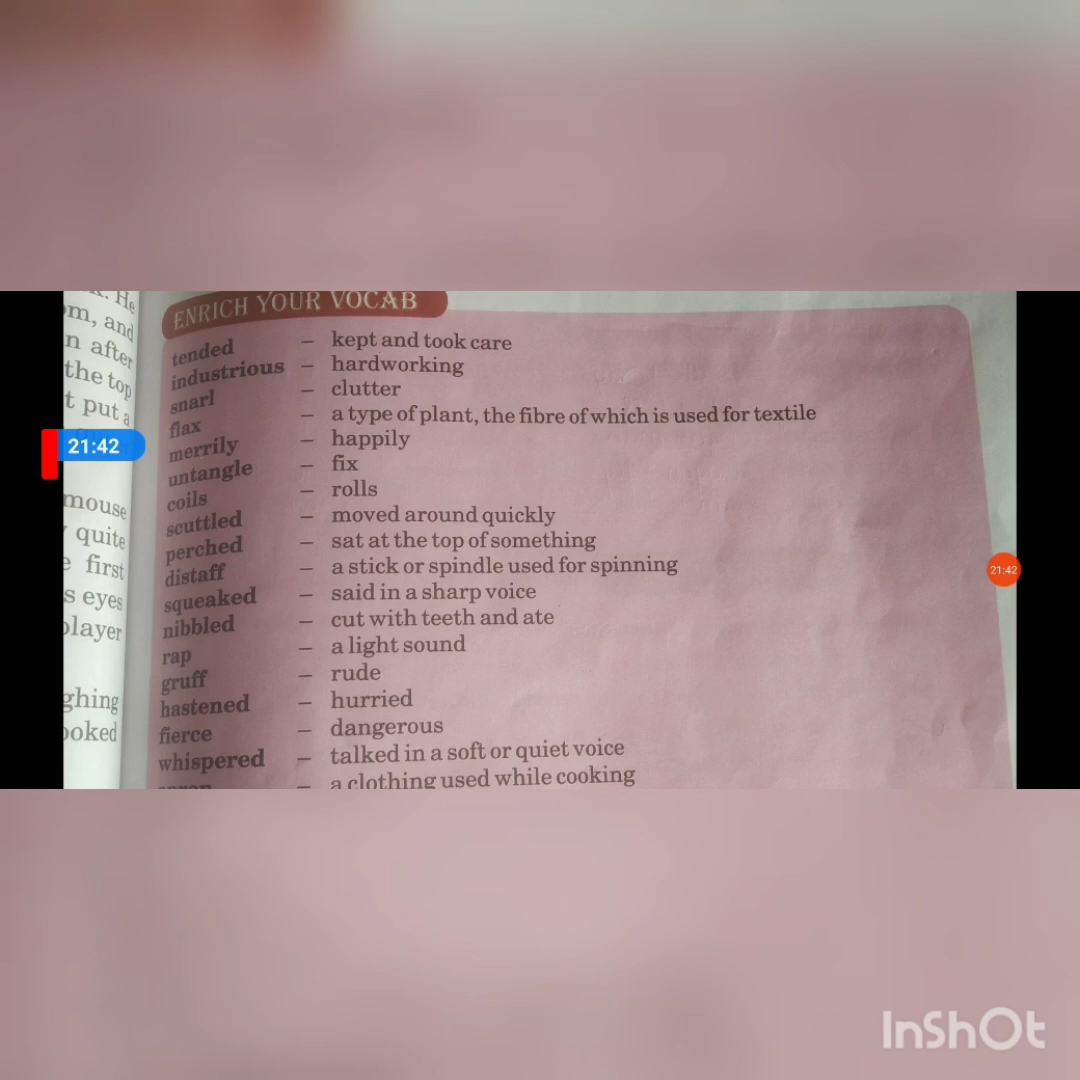 He
m, and
n after
the top
t put a
mouse
quite
first
s eyes
player
ghing
ooked
21:42
ENRICH YOUR VOCAB
tended – kept and took care
industrious – hardworking
snarl – clutter
flax – a type of plant, the fibre of which is used for textile
merrily – happily
untangle – fix
coils – rolls
scuttled – moved around quickly
perched – sat at the top of something
distaff – a stick or spindle used for spinning
squeaked – said in a sharp voice
nibbled – cut with teeth and ate
rap – a light sound
gruff – rude
hastened – hurried
fierce – dangerous
whispered – talked in a soft or quiet voice
– a clothing used while cooking
21:42
InShOt